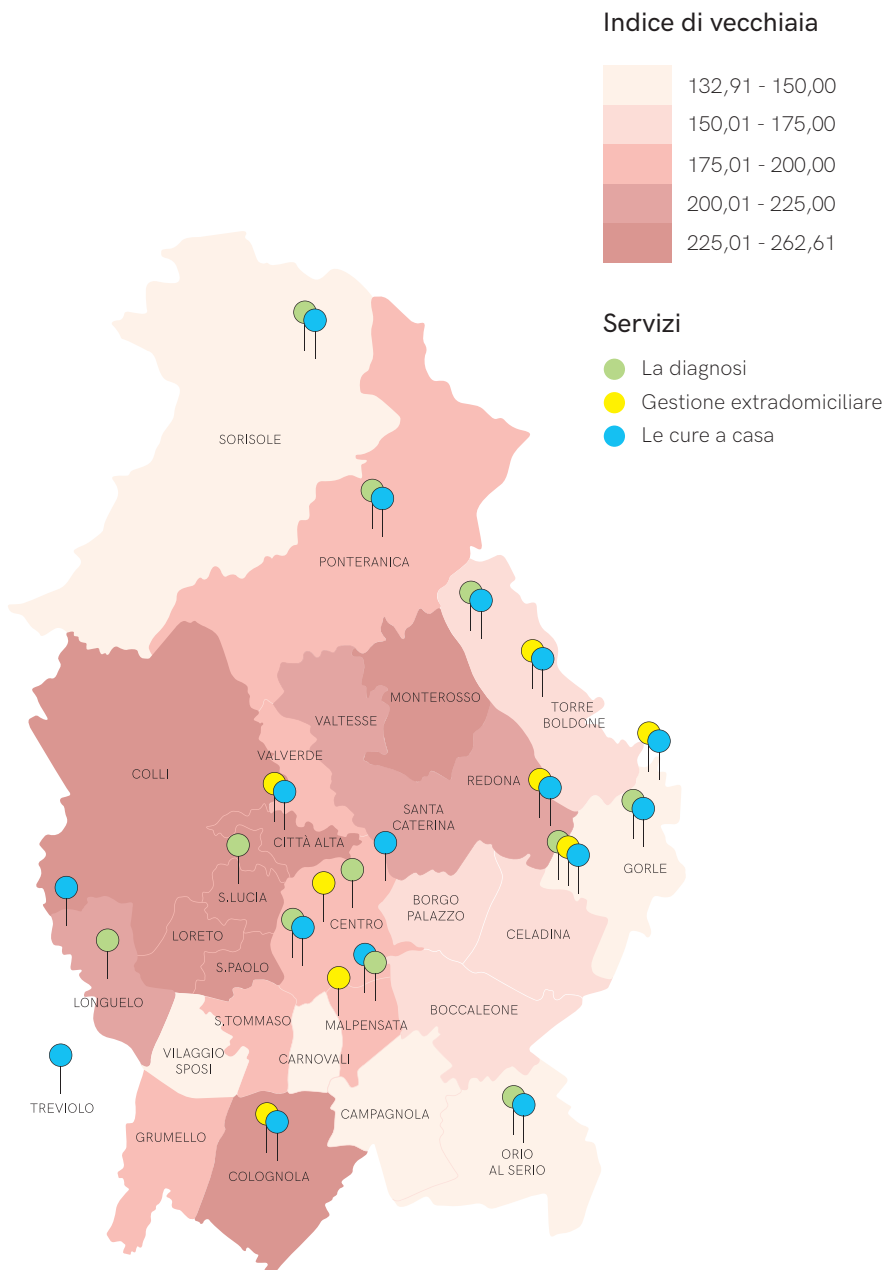 Indice di vecchiaia
132,91 - 150,00
150,01 - 175,00
175,01 - 200,00
200,01 - 225,00
225,01 - 262,61
Servizi
La diagnosi
Gestione extradomiciliare
Le cure a casa
SORISOLE
PONTERANICA
MONTEROSSO
TORRE
BOLDONE
VALTESSE
VALVERDE
COLLI
REDONA
SANTA
CATERINA
CITTÀ ALTA
GORLE
S.LUCIA
BORGO
PALAZZO
CENTRO
LORETO
CELADINA
S.PAOLO
LONGUELO
BOCCALEONE
S.TOMMASO
MALPENSATA
VILAGGIO
SPOSI
CARNOVALI
TREVIOLO
CAMPAGNOLA
GRUMELLO
ORIO
AL SERIO
COLOGNOLA